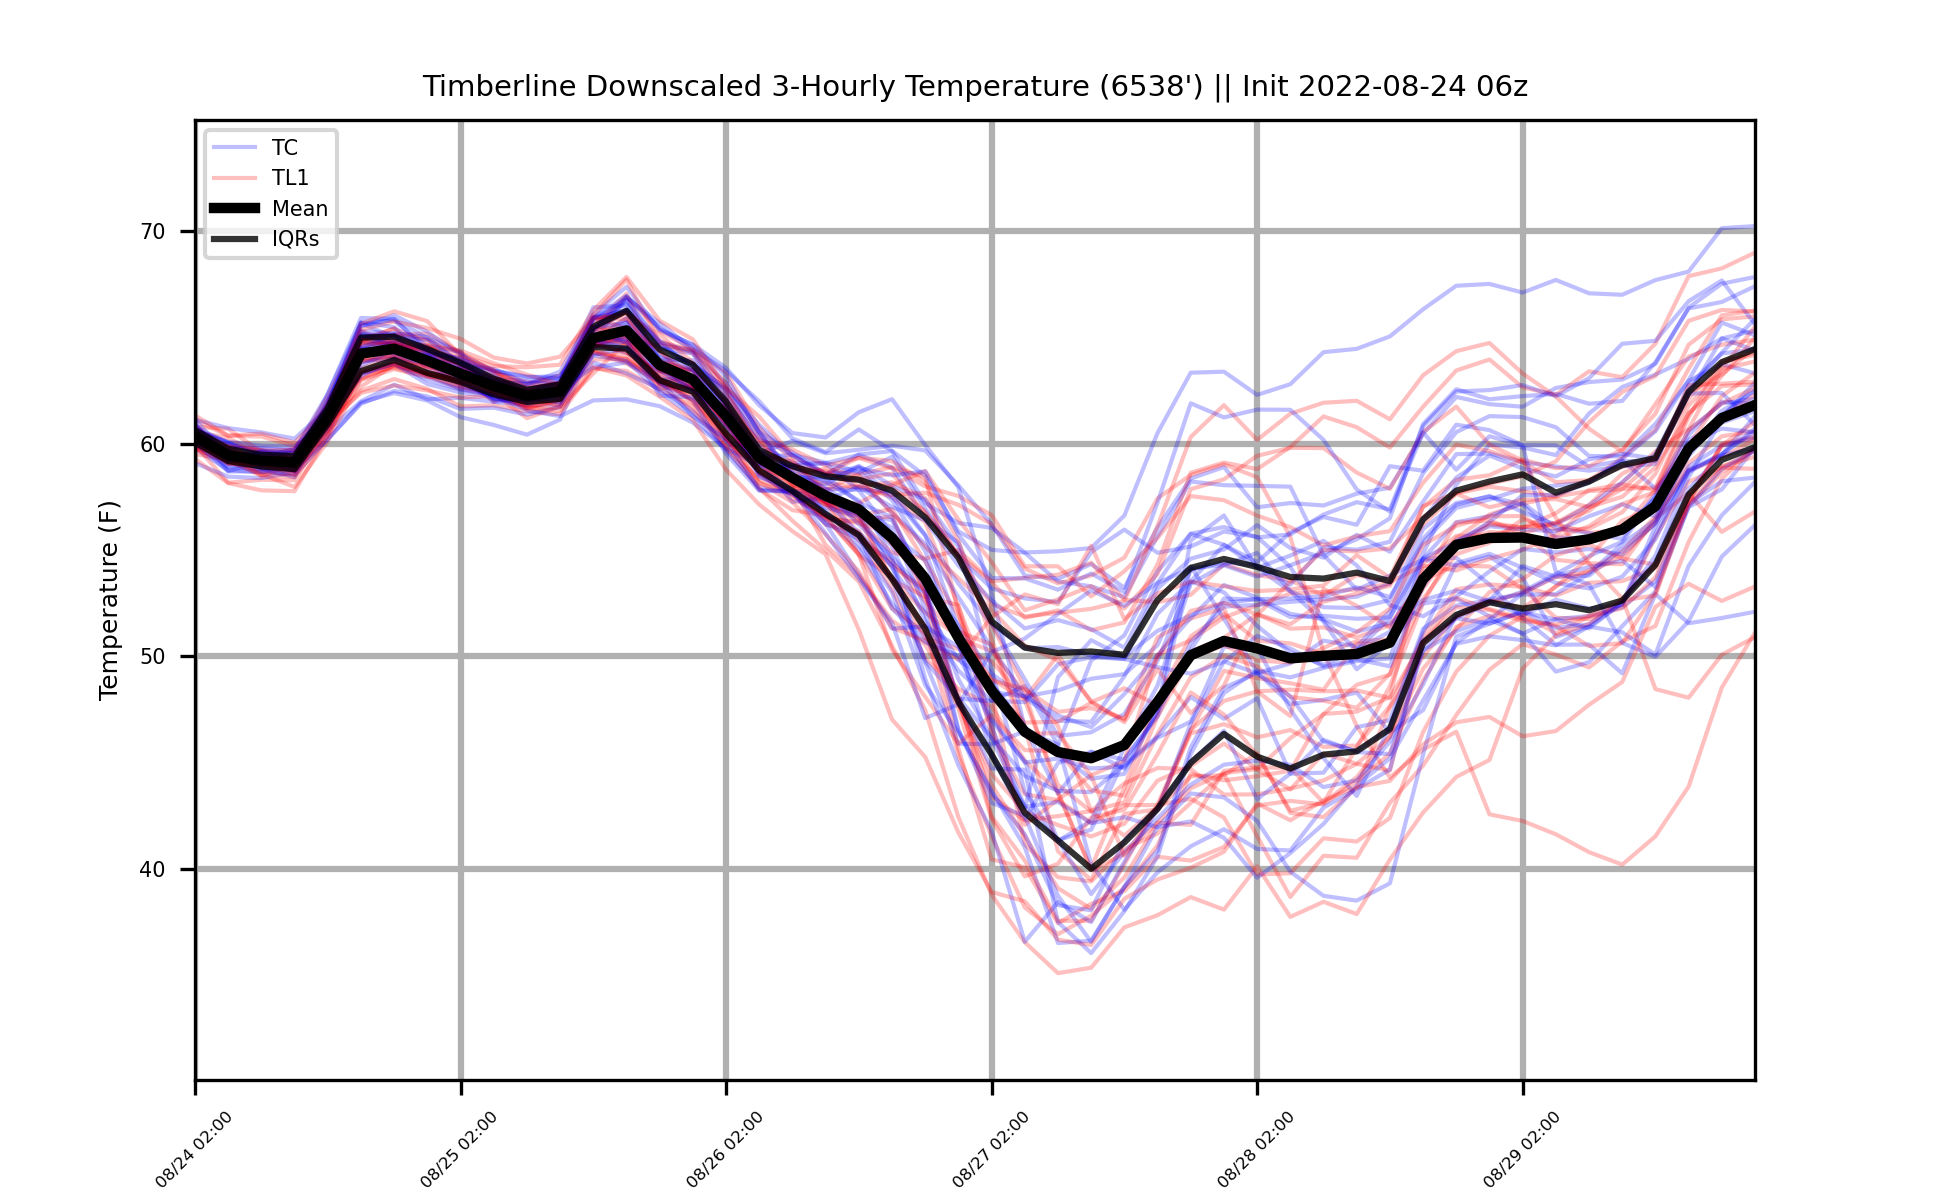 Timberline Downscaled 3-Hourly Temperature (6538') || Init 2022-08-24 06z
TC
TL1
Mean
IQRs
Temperature (F)
70
60
50
40
08/24 02:00
08/25 02:00
08/26 02:00
08/27 02:00
08/28 02:00
08/29 02:00